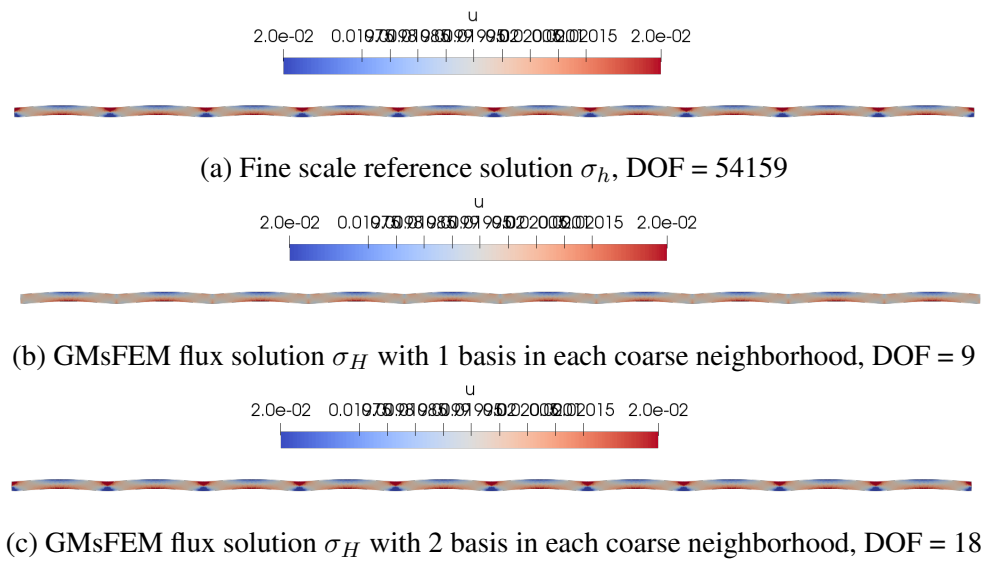 u
2.0e-02 2.0e-02
(a) Fine scale reference solution σ_h, DOF = 54159
u
2.0e-02 2.0e-02
(b) GMsFEM flux solution σ_H with 1 basis in each coarse neighborhood, DOF = 9
u
2.0e-02 2.0e-02
(c) GMsFEM flux solution σ_H with 2 basis in each coarse neighborhood, DOF = 18